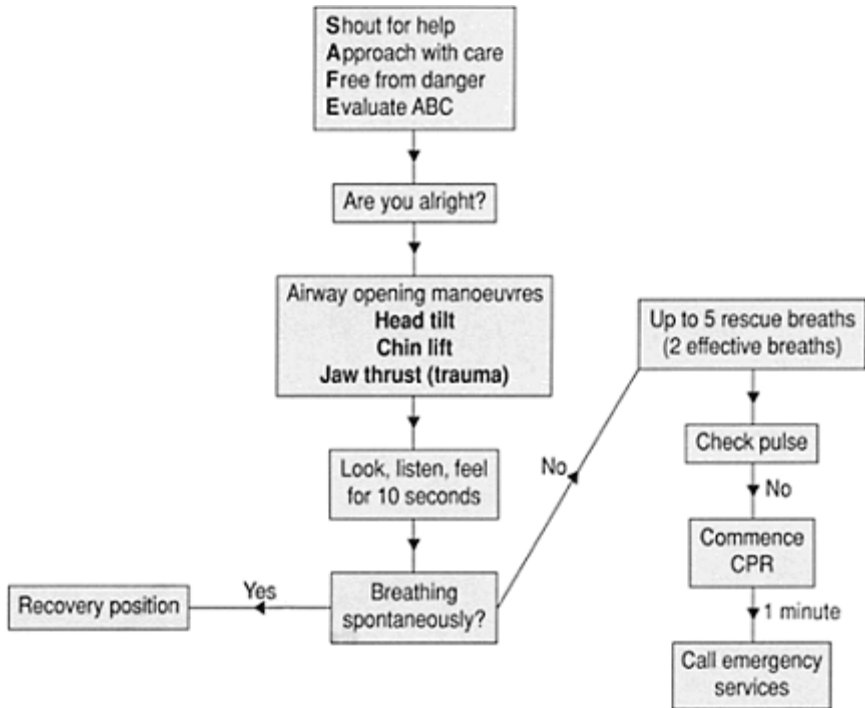 Shout for help
Approach with care
Free from danger
Evaluate ABC
Are you alright?
Airway opening manoeuvres
Head tilt
Chin lift
Jaw thrust (trauma)
Look, listen, feel
for 10 seconds
Breathing
spontaneously?
Yes
Recovery position
No
Up to 5 rescue breaths
(2 effective breaths)
Check pulse
No
Commence
CPR
1 minute
Call emergency
services